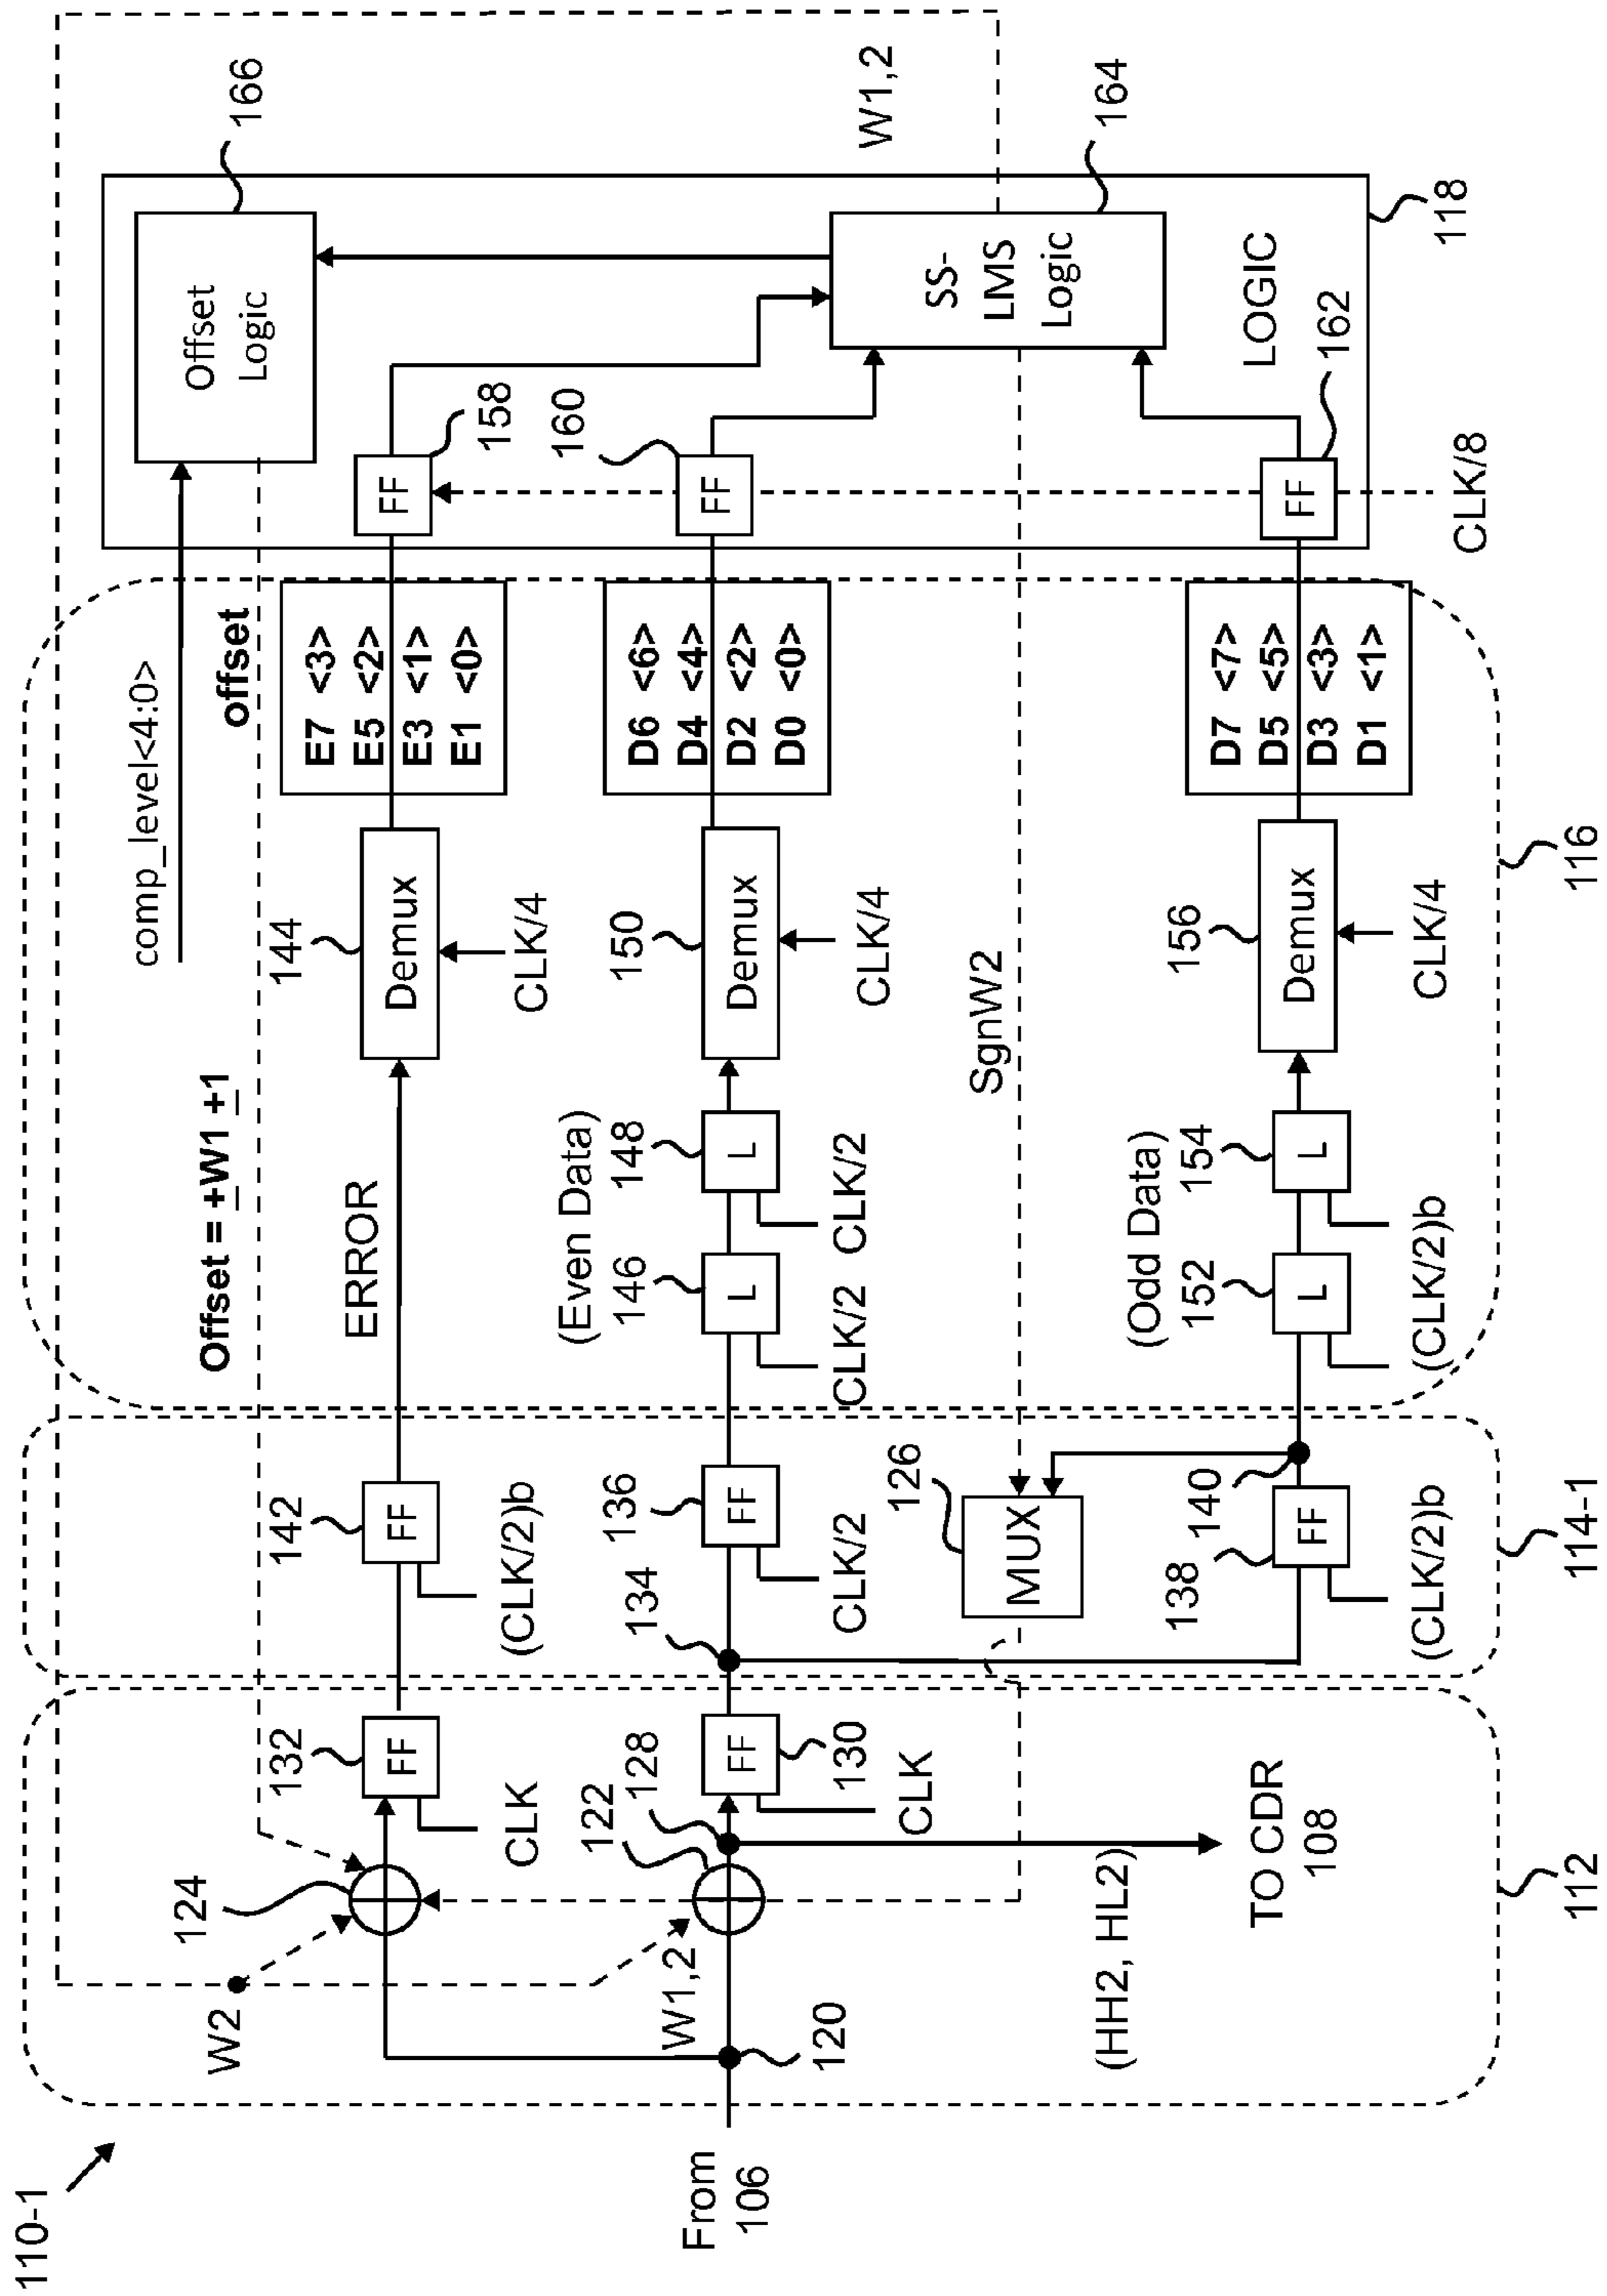 110-1
From
106
120
W2
W1,2
124
122
128
132
FF
CLK
130
FF
CLK
(HH2, HL2)
TO CDR
108
112
134
142
FF
(CLK/2)b
136
FF
CLK/2
126
MUX
140
138
FF
(CLK/2)b
114-1
Offset = +W1 +1
ERROR
(Even Data)
146
L
CLK/2
148
L
CLK/2
SgnW2
(Odd Data)
152
L
154
L
(CLK/2)b
144
Demux
CLK/4
150
Demux
CLK/4
156
Demux
CLK/4
116
comp_level<4:0>
offset
E7 <3>
E5 <2>
E3 <1>
E1 <0>
D6 <6>
D4 <4>
D2 <2>
D0 <0>
D7 <7>
D5 <5>
D3 <3>
D1 <1>
FF
158
160
FF
FF
162
CLK/8
Offset
Logic
166
SS-
LMS
Logic
164
W1,2
LOGIC
118